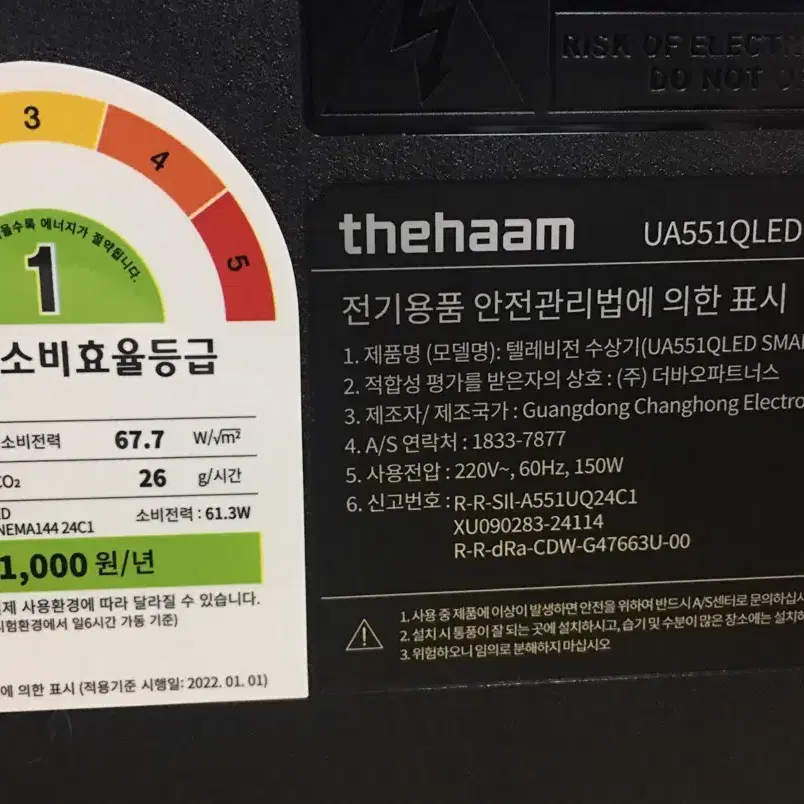 RISK OF ELECT
DO NOT
3
4
5
에너지가 절약됩니다.
1
소비효율등급
소비전력 67.7 W/√m²
CO₂ 26 g/시간
NEMA144 24C1 소비전력 : 61.3W
1,000 원/년
사용환경에 따라 달라질 수 있습니다.
시험환경에서 일6시간 가동 기준)
에 의한 표시 (적용기준 시행일: 2022. 01. 01)
thehaam UA551QLED
전기용품 안전관리법에 의한 표시
1. 제품명 (모델명): 텔레비전 수상기(UA551QLED SMA
2. 적합성 평가를 받은자의 상호 : (주) 더바오파트너스
3. 제조자/ 제조국가 : Guangdong Changhong Electro
4. A/S 연락처 : 1833-7877
5. 사용전압 : 220V~, 60Hz, 150W
6. 신고번호 : R-R-SIl-A551UQ24C1
XU090283-24114
R-R-dRa-CDW-G47663U-00
1. 사용 중 제품에 이상이 발생하면 안전을 위하여 반드시 A/S센터로 문의하십시
2. 설치 시 통풍이 잘 되는 곳에 설치하시고, 습기 및 수분이 많은 장소에는 설치하
3. 위험하오니 임의로 분해하지 마십시오